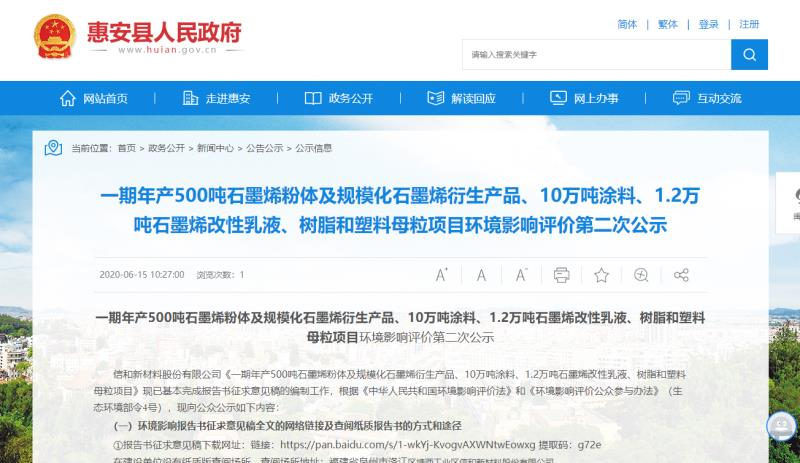 惠安县人民政府
www.huian.gov.cn
简体 | 繁体 | 登录 | 注册
请输入搜索关键字
网站首页 | 走进惠安 | 政务公开 | 解读回应 | 网上办事 | 互动交流
当前位置：首页 > 政务公开 > 新闻中心 > 公告公示 > 公示信息
一期年产500吨石墨烯粉体及规模化石墨烯衍生产品、10万吨涂料、1.2万
吨石墨烯改性乳液、树脂和塑料母粒项目环境影响评价第二次公示
2020-06-15 10:27:00 浏览次数：1
A+ A A-
一期年产500吨石墨烯粉体及规模化石墨烯衍生产品、10万吨涂料、1.2万吨石墨烯改性乳液、树脂和塑料
母粒项目环境影响评价第二次公示
信和新材料股份有限公司《一期年产500吨石墨烯粉体及规模化石墨烯衍生产品、10万吨涂料、1.2万吨石墨烯改性乳液、树脂和塑料
母粒项目》现已基本完成报告书征求意见稿的编制工作，根据《中华人民共和国环境影响评价法》和《环境影响评价公众参与办法》（生
态环境部令4号），现向公众公示如下内容：
（一）环境影响报告书征求意见稿全文的网络链接及查阅纸质报告书的方式和途径
①报告书征求意见稿下载网址：链接：https://pan.baidu.com/s/1-wkYj-KvogvAXWNtwEowxg 提取码：g72e